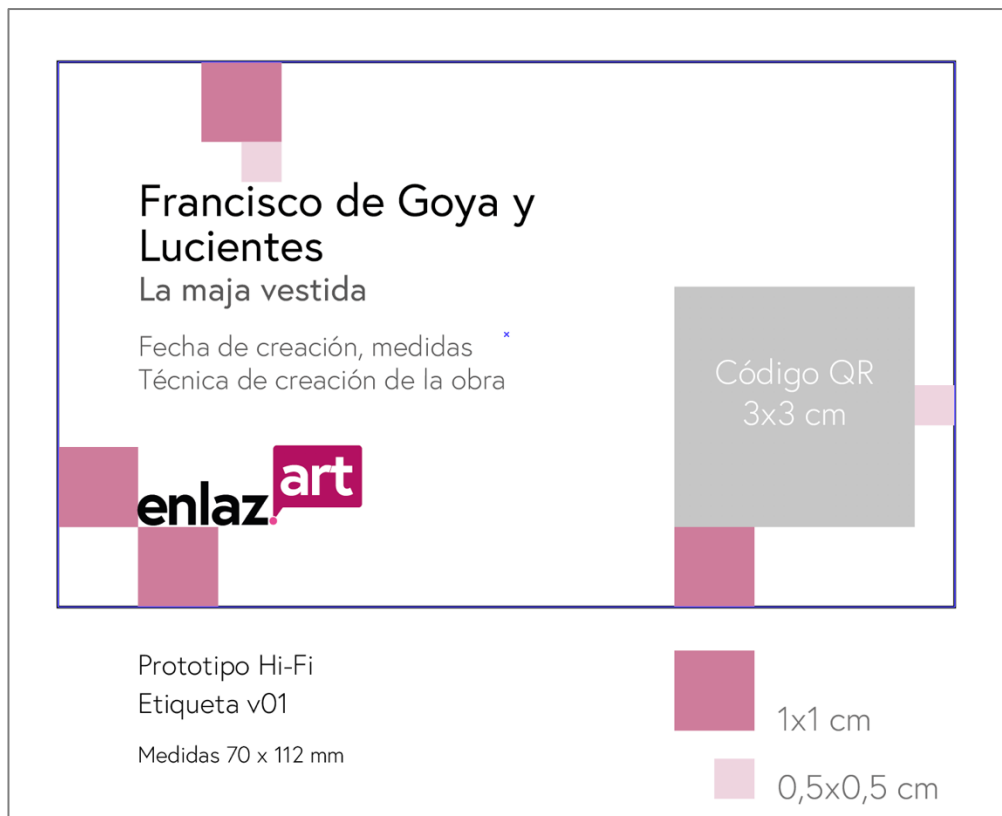 Francisco de Goya y
Lucientes
La maja vestida
Fecha de creación, medidas
Técnica de creación de la obra
Código QR
3x3 cm
enlaz.art
Prototipo Hi-Fi
Etiqueta v01
Medidas 70 x 112 mm
1x1 cm
0,5x0,5 cm